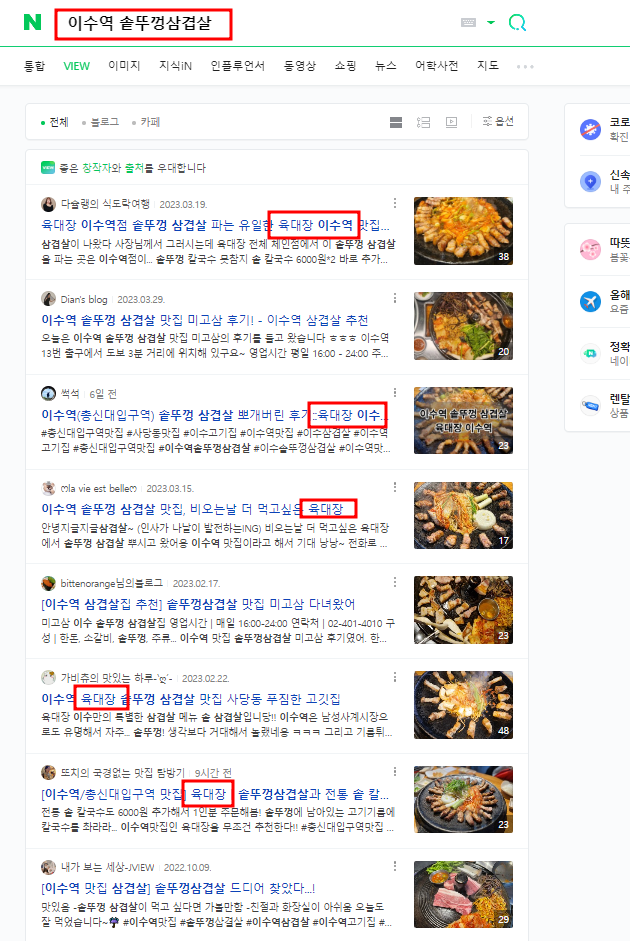 N 이수역 솥뚜껑삼겹살
통합 VIEW 이미지 지식iN 인플루언서 동영상 쇼핑 뉴스 어학사전 지도
전체 블로그 카페 옵션
VIEW 좋은 창작자와 출처를 우대합니다
다슐랭의 식도락여행 2023.03.19.
육대장 이수역점 솥뚜껑 삼겹살 파는 유일한 육대장 이수역 맛집...
삼겹살이 나왔다 사장님께서 그러시는데 육대장 전체 체인점에서 이 솥뚜껑 삼겹살
을 파는 곳은 이수역점이... 솥뚜껑 칼국수 못참지 솥 칼국수 6000원*2 바로 추가...
38
Dian's blog 2023.03.29.
이수역 솥뚜껑 삼겹살 맛집 미고삼 후기! - 이수역 삼겹살 추천
오늘은 이수역 솥뚜껑 삼겹살 맛집 미고삼의 후기를 들고 왔습니다 ㅎㅎㅎ 이수역
13번 출구에서 도보 3분 거리에 위치해 있구요~ 영업시간 평일 16:00 - 24:00 주...
20
썩석 6일 전
이수역(총신대입구역) 솥뚜껑 삼겹살 뽀개버린 후기::육대장 이수...
#총신대입구역맛집 #사당동맛집 #이수고기집 #이수역맛집 #이수삼겹살 #이수역
고기집 #총신대입구역맛집 #이수역솥뚜껑삼겹살 #이수솥뚜껑삼겹살 #이수역맛...
이수역 솥뚜껑 삼겹살
육대장 이수역
23
ღla vie est belleღ 2023.03.15.
이수역 솥뚜껑 삼겹살 맛집, 비오는날 더 먹고싶은 육대장
안녕지글지글삼겹살~ (인사가 나날이 발전하는ING) 비오는날 더 먹고싶은 육대장
에서 솥뚜껑 삼겹살 뿌시고 왔어용 이수역 맛집이라고 해서 기대 낭낭~ 전화로 ...
17
bittenorange님의블로그 2023.02.17.
[이수역 삼겹살집 추천] 솥뚜껑삼겹살 맛집 미고삼 다녀왔어
미고삼 이수 솥뚜껑 삼겹살집 영업시간 | 매일 16:00-24:00 연락처 | 02-401-4010 구
성 | 한돈, 소갈비, 솥뚜껑, 주류... 이수역 맛집 솥뚜껑삼겹살 미고삼 후기였어. 한...
23
가비쥬의 맛있는 하루-`ღ´- 2023.02.22.
이수역 육대장 솥뚜껑 삼겹살 맛집 사당동 푸짐한 고깃집
육대장 이수만의 특별한 삼겹살 메뉴 솥 삼겹살입니당!! 이수역은 남성사계시장으
로도 유명해서 자주... 솥뚜껑! 생각보다 거대해서 놀랬네용 ㅋㅋㅋ 그리고 기름튀...
48
또치의 국경없는 맛집 탐방기 9시간 전
[이수역/총신대입구역 맛집] 육대장 솥뚜껑삼겹살과 전통 솥 칼...
전통 솥 칼국수도 6000원 추가해서 1인분 주문해봄! 솥뚜껑에 남아있는 고기기름에
칼국수를 촤라라... 이수역맛집인 육대장을 무조건 추천한다!! #총신대입구역맛집 ...
23
내가 보는 세상-JVIEW 2022.10.09.
[이수역 맛집 삼겹살] 솥뚜껑삼겹살 드디어 찾았다...!
맛있음 -솥뚜껑삼겹살이 먹고 싶다면 가볼만함 -친절과 화장실이 아쉬움 오늘도
잘 먹었습니다~ #이수역맛집 #솥뚜껑삼겹살 #이수역삼겹살 #이수역고기집 #...
29
코로
확진
신속
내 주
따뜻
봄꽃
올해
요즘
정확
네이
렌탈
상품